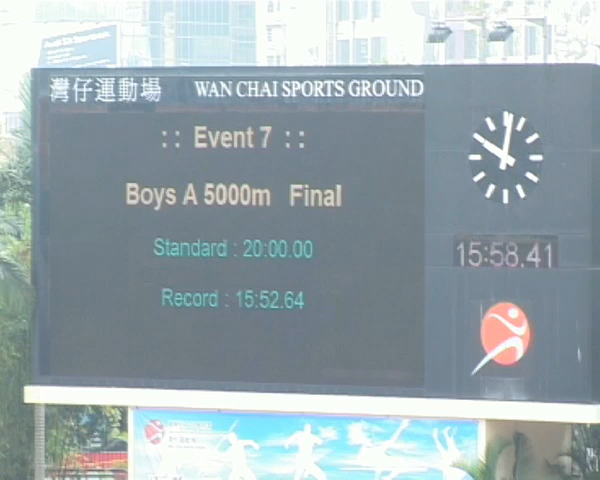 灣仔運動場 WAN CHAI SPORTS GROUND
:: Event 7 ::
Boys A 5000m Final
Standard : 20:00.00
Record : 15:52.64
15:58.41